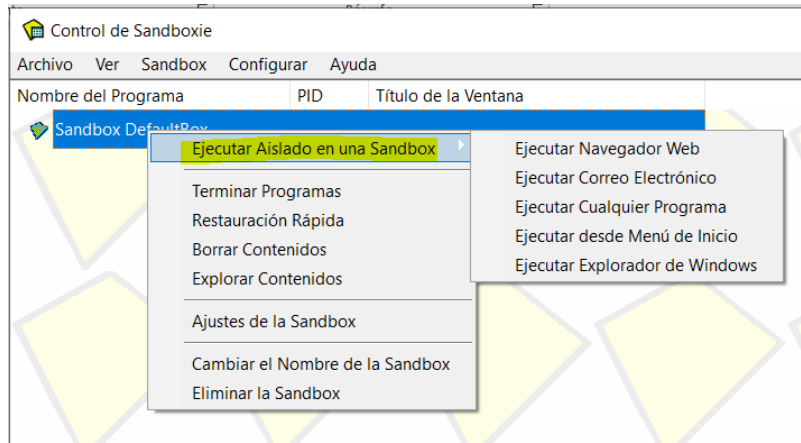 Control de Sandboxie
Archivo Ver Sandbox Configurar Ayuda
Nombre del Programa PID Título de la Ventana
Sandbox DefaultBox
Ejecutar Aislado en una Sandbox
Terminar Programas
Restauración Rápida
Borrar Contenidos
Explorar Contenidos
Ajustes de la Sandbox
Cambiar el Nombre de la Sandbox
Eliminar la Sandbox
Ejecutar Navegador Web
Ejecutar Correo Electrónico
Ejecutar Cualquier Programa
Ejecutar desde Menú de Inicio
Ejecutar Explorador de Windows